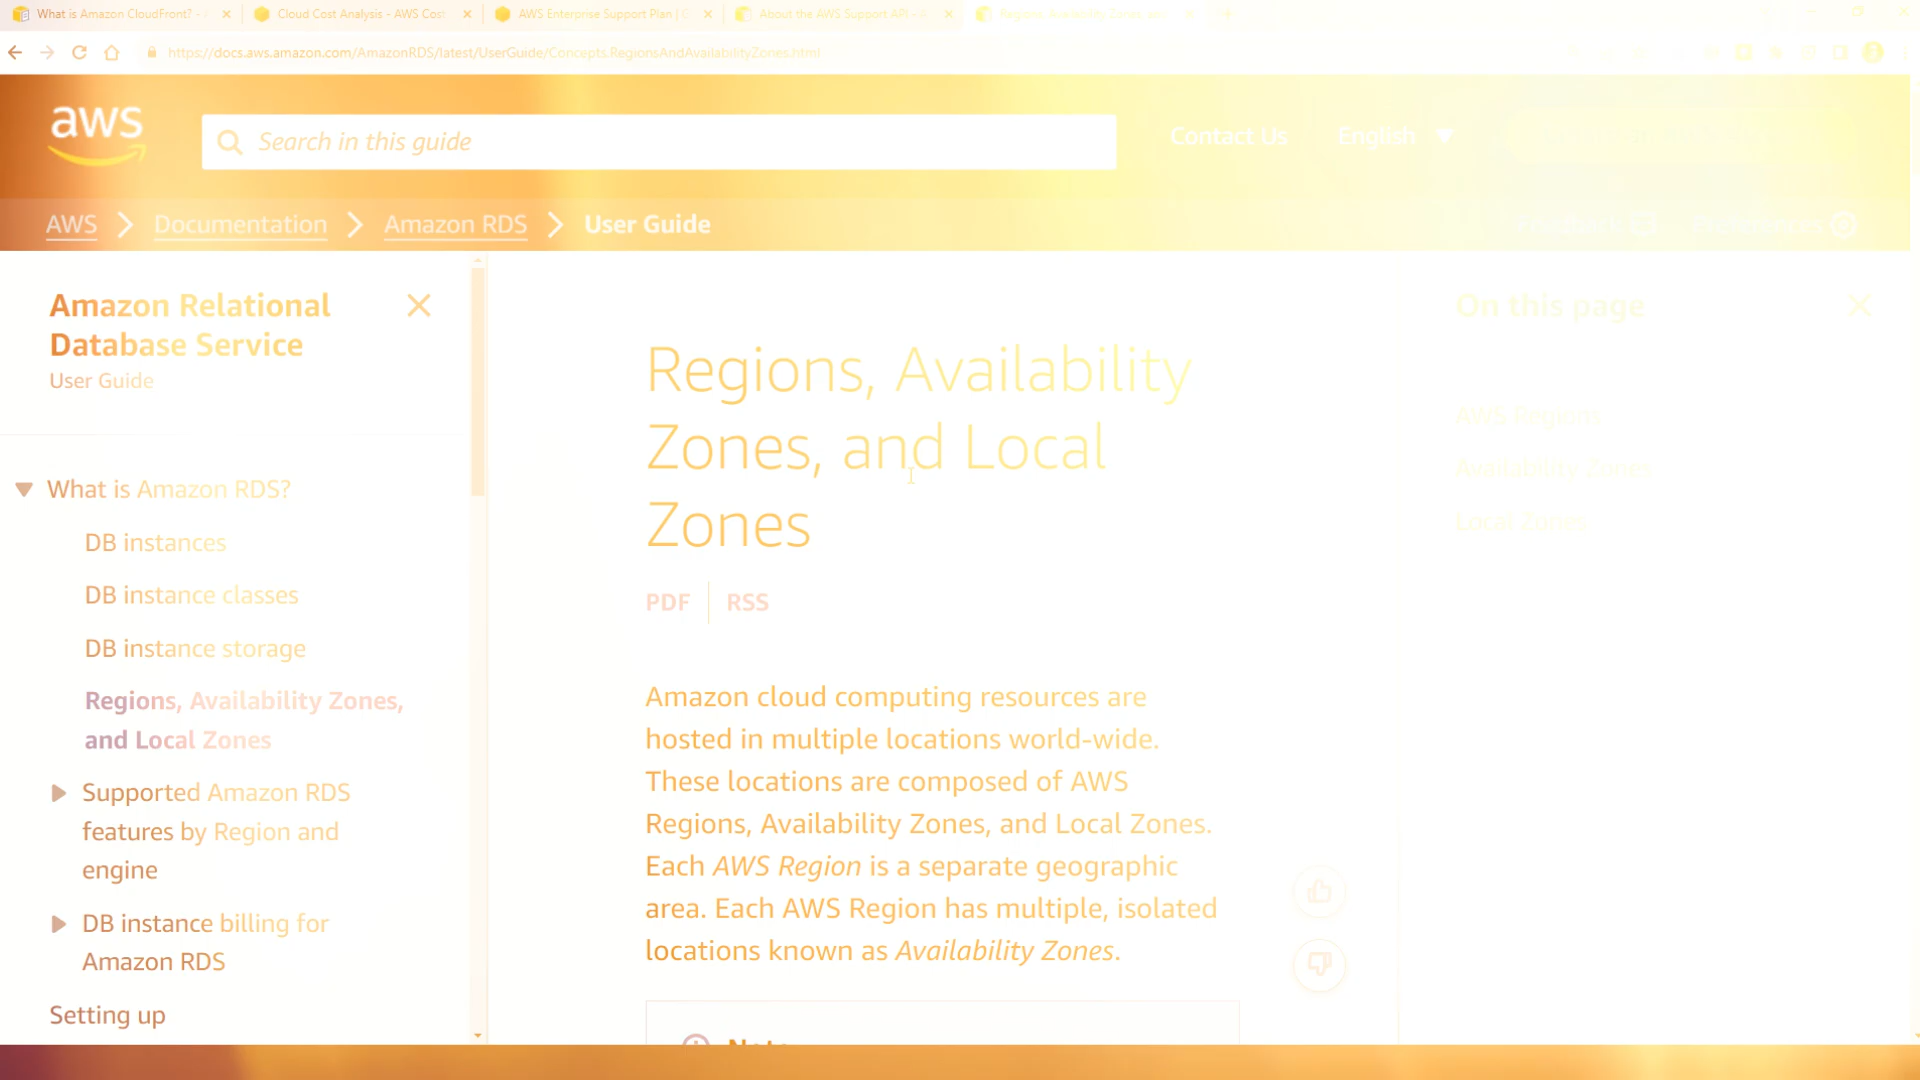 What is Amazon CloudFront? -
Cloud Cost Analysis - AWS Cost
AWS Enterprise Support Plan |
About the AWS Support API -
Regions, Availability Zones, and
https://docs.aws.amazon.com/AmazonRDS/latest/UserGuide/Concepts.RegionsAndAvailabilityZones.html
aws
Search in this guide
Contact Us
English
AWS
Documentation
Amazon RDS
User Guide
Feedback
Preferences
Amazon Relational
Database Service
User Guide
What is Amazon RDS?
DB instances
DB instance classes
DB instance storage
Regions, Availability Zones,
and Local Zones
Supported Amazon RDS
features by Region and
engine
DB instance billing for
Amazon RDS
Setting up
Regions, Availability
Zones, and Local
Zones
PDF
RSS
Amazon cloud computing resources are
hosted in multiple locations world-wide.
These locations are composed of AWS
Regions, Availability Zones, and Local Zones.
Each AWS Region is a separate geographic
area. Each AWS Region has multiple, isolated
locations known as Availability Zones.
Note
On this page
AWS Regions
Availability Zones
Local Zones